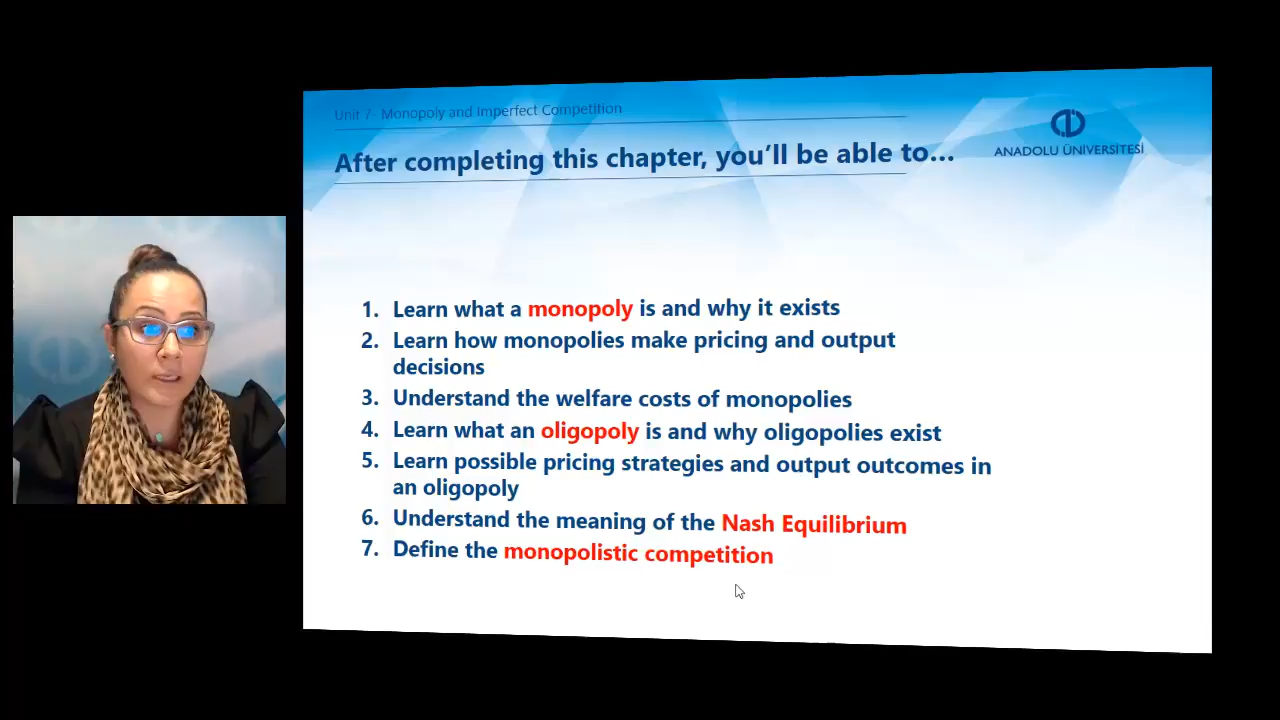 Unit 7- Monopoly and Imperfect Competition
After completing this chapter, you'll be able to...
ANADOLU ÜNİVERSİTESİ
1. Learn what a monopoly is and why it exists
2. Learn how monopolies make pricing and output
decisions
3. Understand the welfare costs of monopolies
4. Learn what an oligopoly is and why oligopolies exist
5. Learn possible pricing strategies and output outcomes in
an oligopoly
6. Understand the meaning of the Nash Equilibrium
7. Define the monopolistic competition